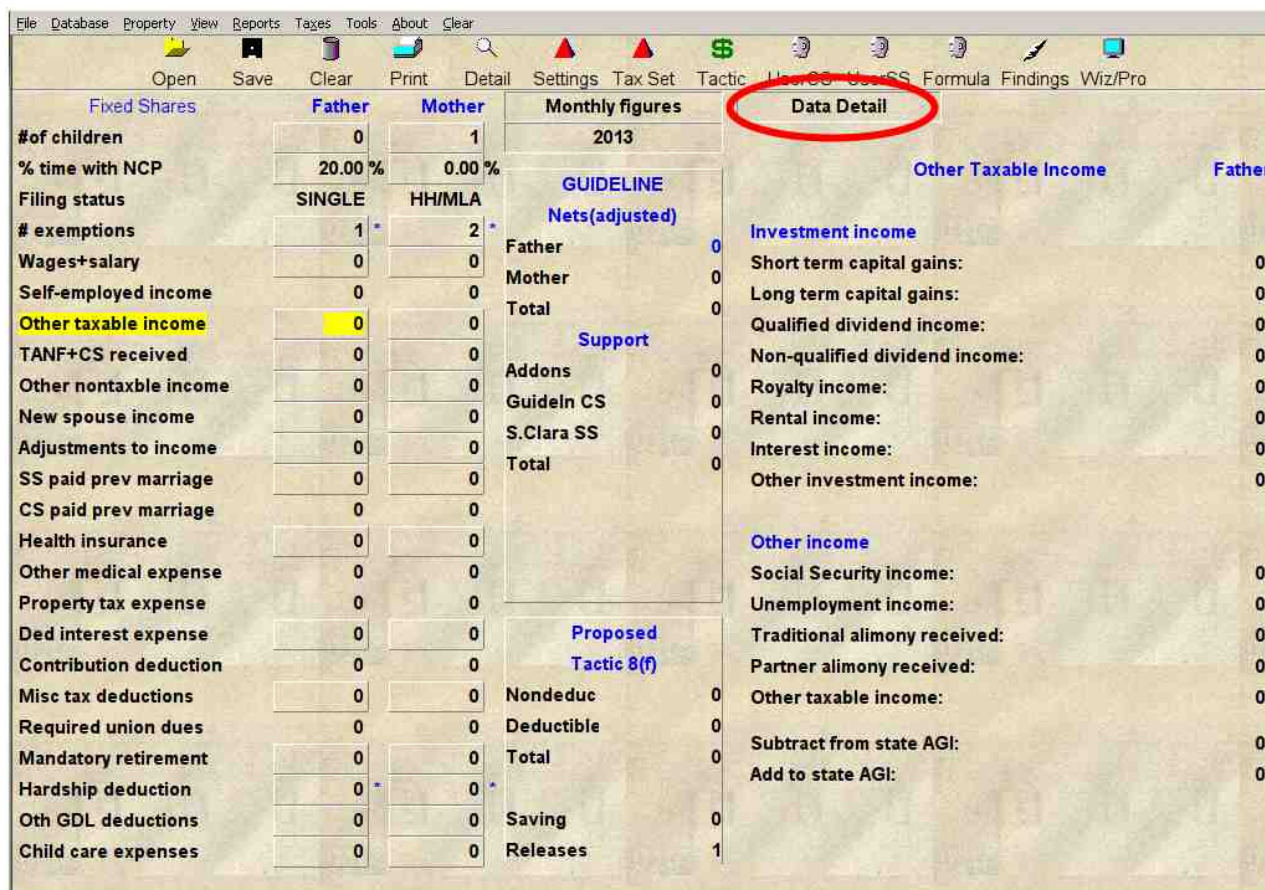 File Database Property View Reports Taxes Tools About Clear
Open Save Clear Print Detail Settings Tax Set Tactic UserCS UserSS Formula Findings Wiz/Pro
Fixed Shares Father Mother
#of children 0 1
% time with NCP 20.00 % 0.00 %
Filing status SINGLE HH/MLA
# exemptions 1 * 2 *
Wages+salary 0 0
Self-employed income 0 0
Other taxable income 0 0
TANF+CS received 0 0
Other nontaxble income 0 0
New spouse income 0 0
Adjustments to income 0 0
SS paid prev marriage 0 0
CS paid prev marriage 0 0
Health insurance 0 0
Other medical expense 0 0
Property tax expense 0 0
Ded interest expense 0 0
Contribution deduction 0 0
Misc tax deductions 0 0
Required union dues 0 0
Mandatory retirement 0 0
Hardship deduction 0 * 0 *
Oth GDL deductions 0 0
Child care expenses 0 0
Monthly figures
2013
GUIDELINE
Nets(adjusted)
Father 0
Mother 0
Total 0
Support
Addons 0
Guideln CS 0
S.Clara SS 0
Total 0
Proposed
Tactic 8(f)
Nondeduc 0
Deductible 0
Total 0
Saving 0
Releases 1
Data Detail
Other Taxable Income Father
Investment income
Short term capital gains: 0
Long term capital gains: 0
Qualified dividend income: 0
Non-qualified dividend income: 0
Royalty income: 0
Rental income: 0
Interest income: 0
Other investment income: 0
Other income
Social Security income: 0
Unemployment income: 0
Traditional alimony received: 0
Partner alimony received: 0
Other taxable income: 0
Subtract from state AGI: 0
Add to state AGI: 0